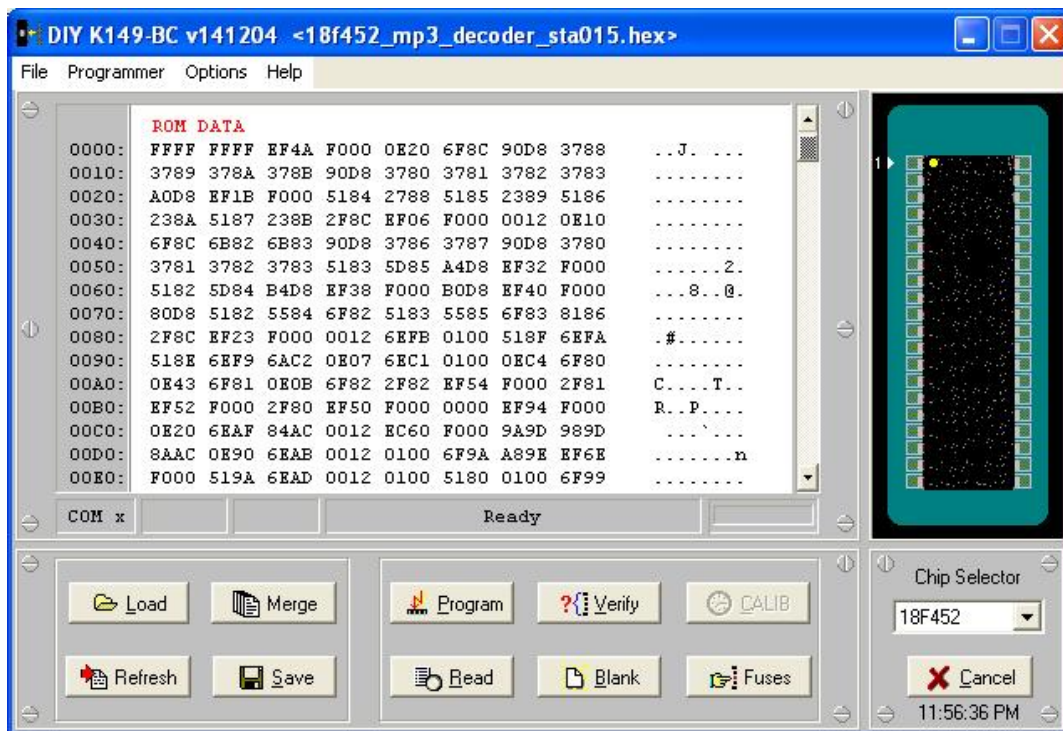 DIY K149-BC v141204 <18f452_mp3_decoder_sta015.hex>
File Programmer Options Help
ROM DATA
0000: FFFF FFFF EF4A F000 0E20 6F8C 90D8 3788 ..J. ....
0010: 3789 378A 378B 90D8 3780 3781 3782 3783 ........
0020: A0D8 EF1B F000 5184 2788 5185 2389 5186 ........
0030: 238A 5187 238B 2F8C EF06 F000 0012 0E10 ........
0040: 6F8C 6B82 6B83 90D8 3786 3787 90D8 3780 ........
0050: 3781 3782 3783 5183 5D85 A4D8 EF32 F000 ......2.
0060: 5182 5D84 B4D8 EF38 F000 B0D8 EF40 F000 ...8..@.
0070: 80D8 5182 5584 6F82 5183 5585 6F83 8186 ........
0080: 2F8C EF23 F000 0012 6EFB 0100 518F 6EFA .#......
0090: 518E 6EF9 6AC2 0E07 6EC1 0100 0EC4 6F80 ........
00A0: 0E43 6F81 0E0B 6F82 2F82 EF54 F000 2F81 C....T..
00B0: EF52 F000 2F80 EF50 F000 0000 EF94 F000 R..P....
00C0: 0E20 6EAF 84AC 0012 EC60 F000 9A9D 989D ...`...
00D0: 8AAC 0E90 6EAB 0012 0100 6F9A A89E EF6E .......n
00E0: F000 519A 6EAD 0012 0100 5180 0100 6F99 ........
1
COM x Ready
Load Merge Program ?{ Verify CALIB
Refresh Save Read Blank Fuses
Chip Selector
18F452
Cancel
11:56:36 PM